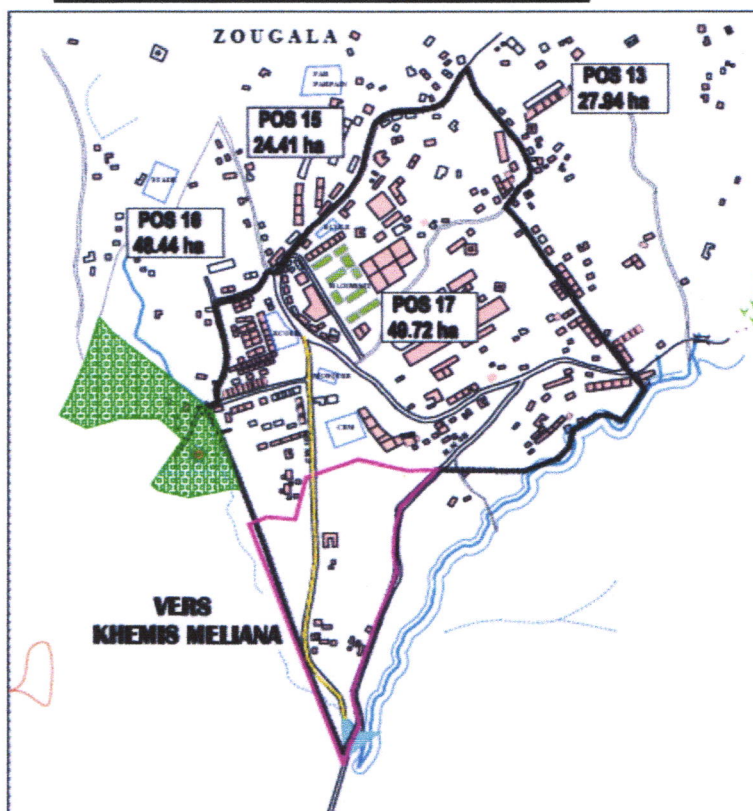 ZOUGALA
POS 13
27.94 ha
POS 15
24.41 ha
POS 16
48.44 ha
POS 17
49.72 ha
CEM
VERS
KHEMIS MELIANA